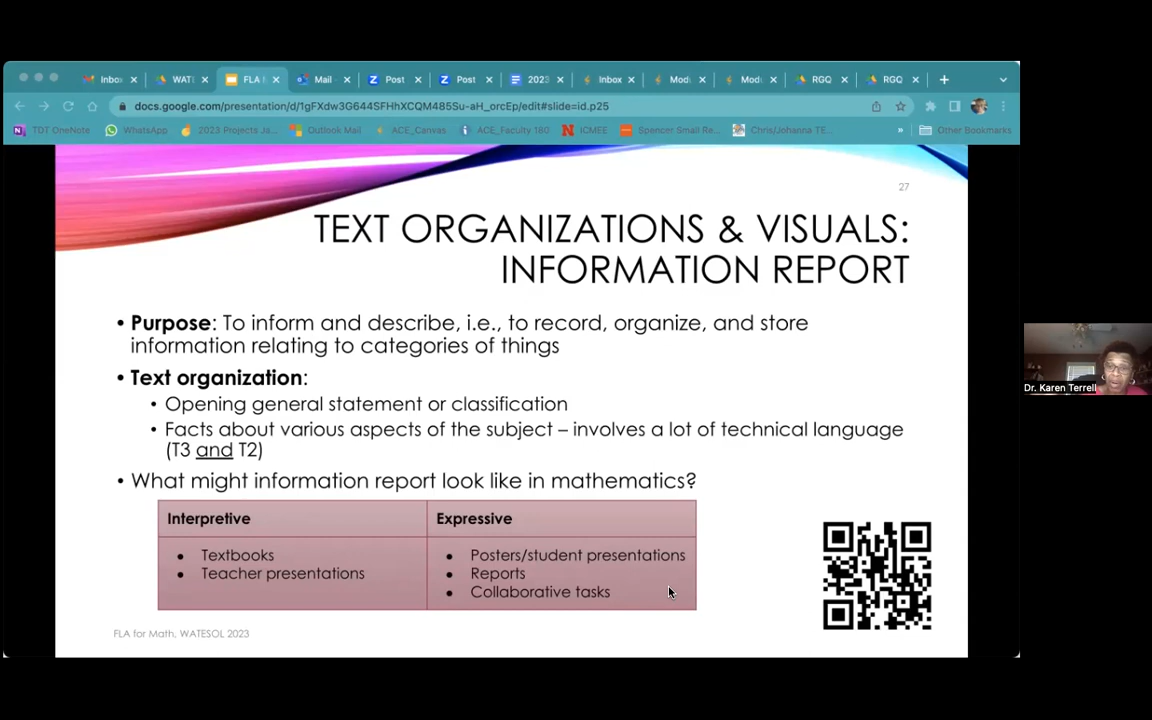 Inbo
WATE
FLA f
Mail -
Post
Post
2023
Inbox
Modu
Modu
RGQ
RGQ
docs.google.com/presentation/d/1gFXdw3G644SFHhXCQM485Su-aH_orcEp/edit#slide=id.p25
TDT OneNote WhatsApp 2023 Projects Ja... Outlook Mail ACE_Canvas ACE_Faculty 180 ICMEE Spencer Small Re... Chris/Johanna TE... » Other Bookmarks
27
TEXT ORGANIZATIONS & VISUALS:
INFORMATION REPORT
• Purpose: To inform and describe, i.e., to record, organize, and store
information relating to categories of things
• Text organization:
• Opening general statement or classification
• Facts about various aspects of the subject – involves a lot of technical language
(T3 and T2)
• What might information report look like in mathematics?
Interpretive
Expressive
• Textbooks
• Teacher presentations
• Posters/student presentations
• Reports
• Collaborative tasks
FLA for Math, WATESOL 2023
Dr. Karen Terrell